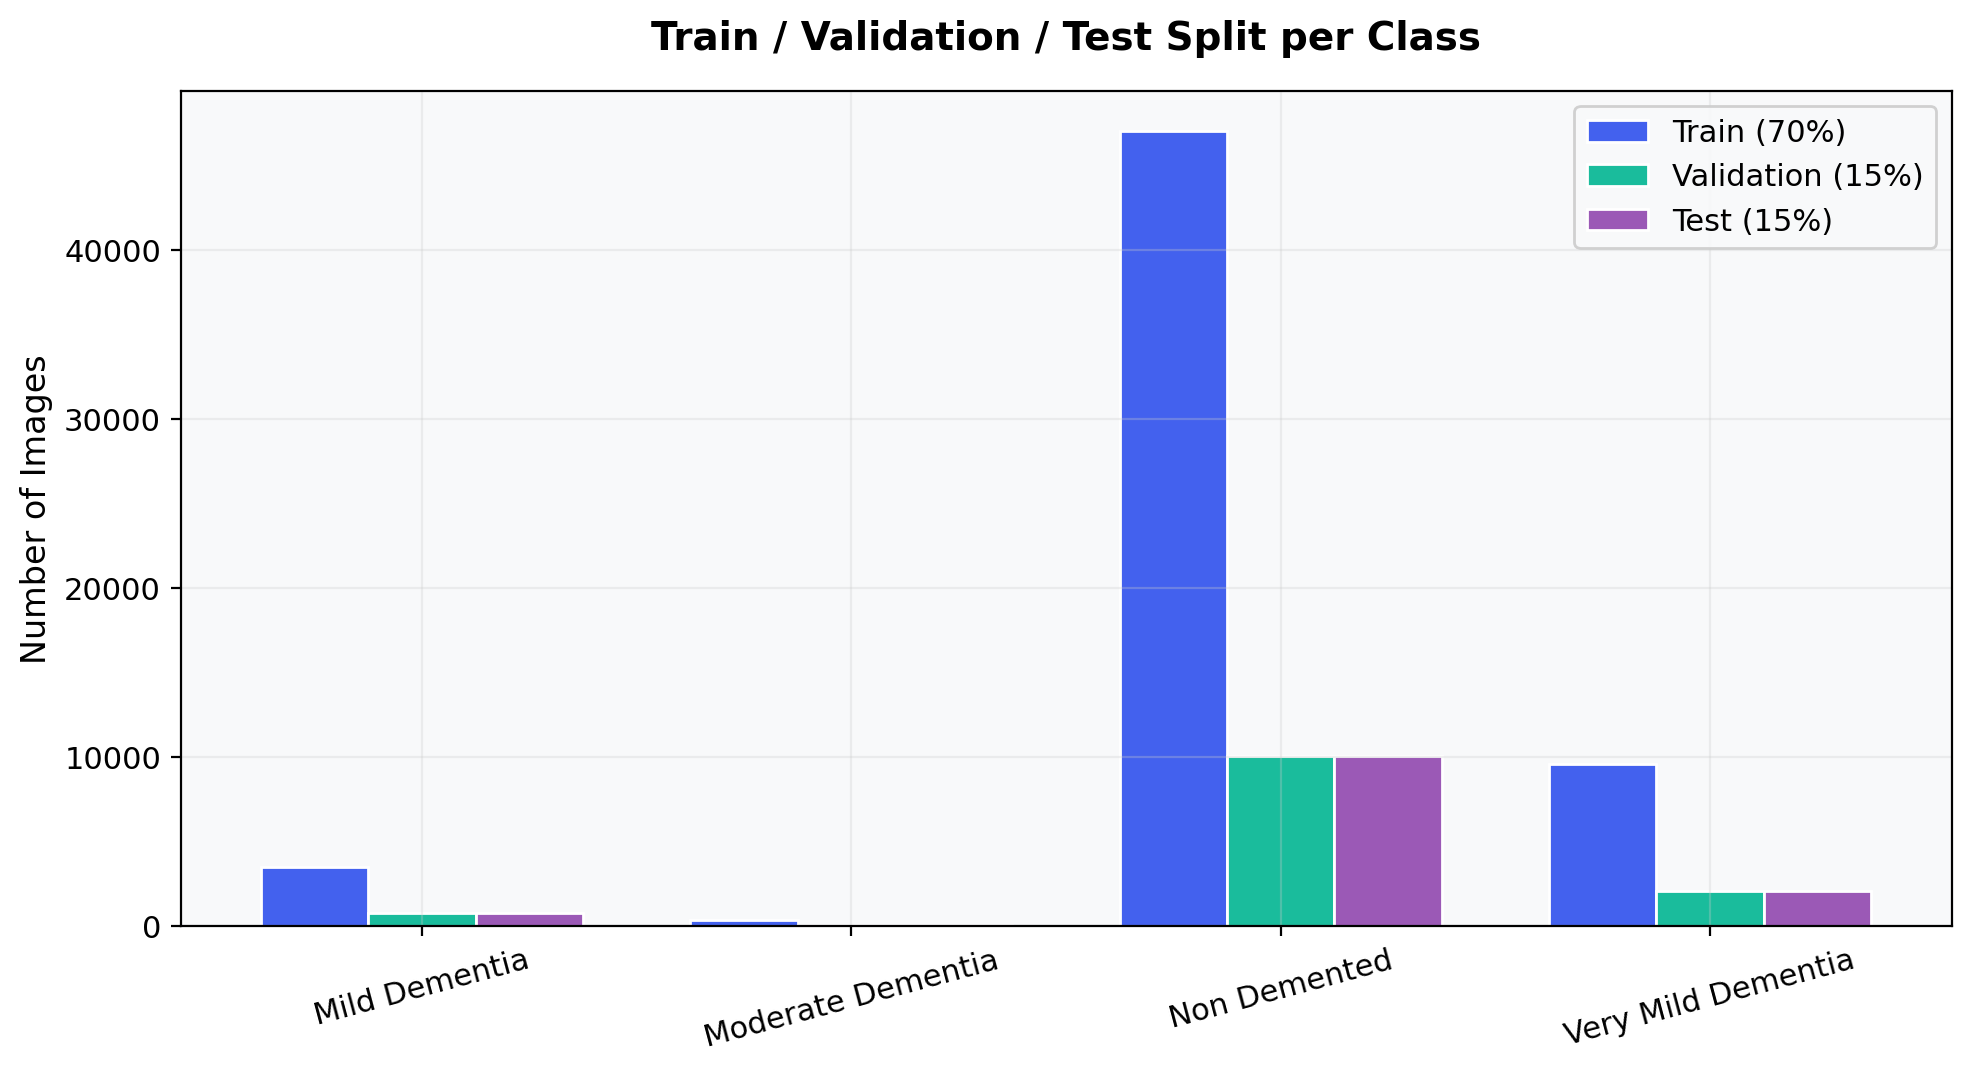 Train / Validation / Test Split per Class
Train (70%)
Validation (15%)
Test (15%)
Number of Images
40000
30000
20000
10000
0
Mild Dementia
Moderate Dementia
Non Demented
Very Mild Dementia